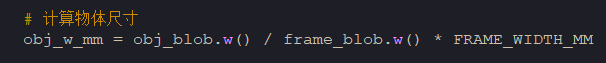 # 计算物体尺寸
obj_w_mm = obj_blob.w() / frame_blob.w() * FRAME_WIDTH_MM